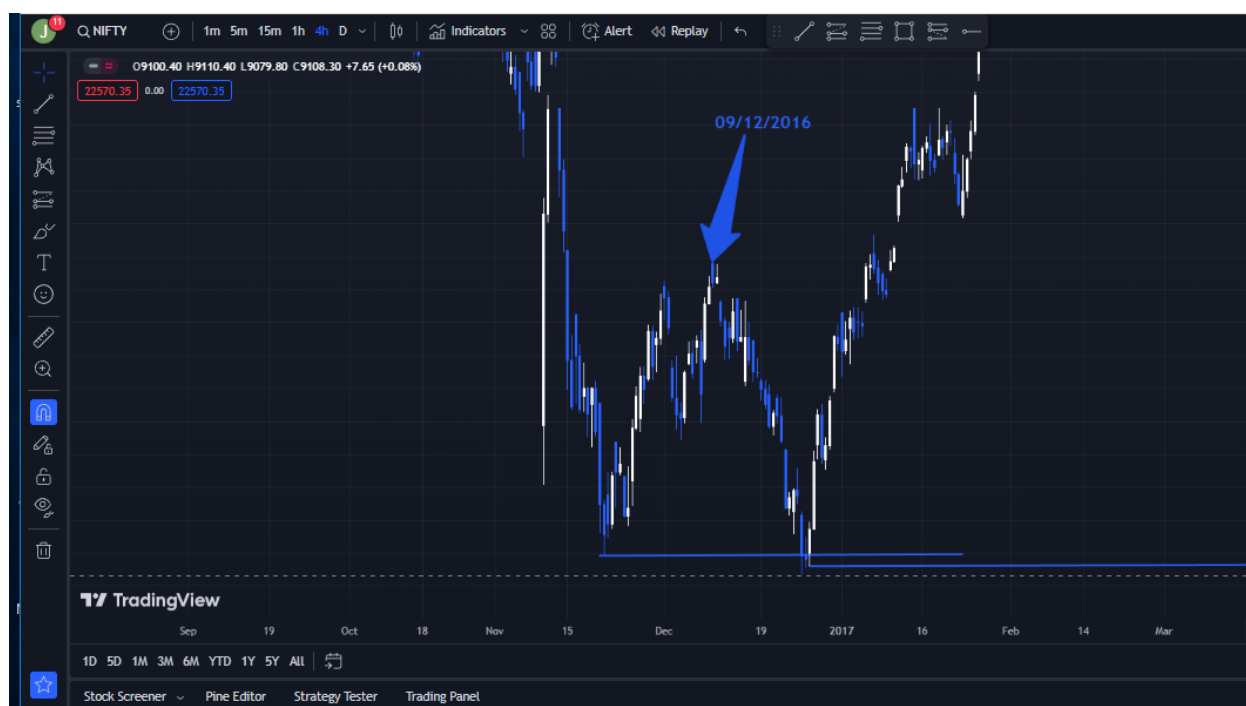 J 11 NIFTY 1m 5m 15m 1h 4h D Indicators Alert Replay
O9100.40 H9110.40 L9079.80 C9108.30 +7.65 (+0.08%)
22570.35 0.00 22570.35
09/12/2016
T
TradingView
Sep 19 Oct 18 Nov 15 Dec 19 2017 16 Feb 14 Mar
1D 5D 1M 3M 6M YTD 1Y 5Y All
Stock Screener Pine Editor Strategy Tester Trading Panel